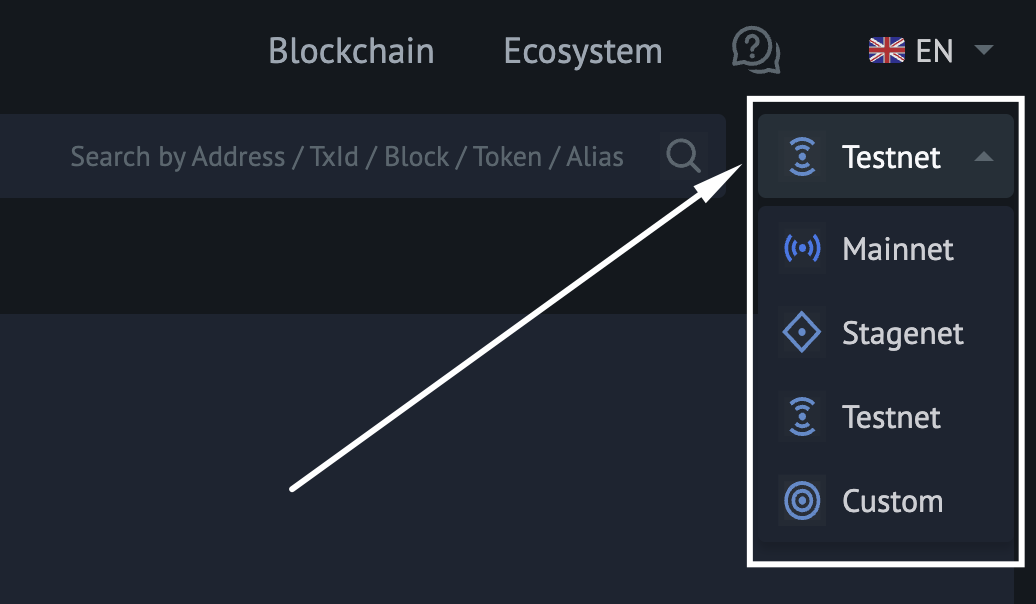 Blockchain
Ecosystem
?
EN
Search by Address / TxId / Block / Token / Alias
Testnet
Mainnet
Stagenet
Testnet
Custom